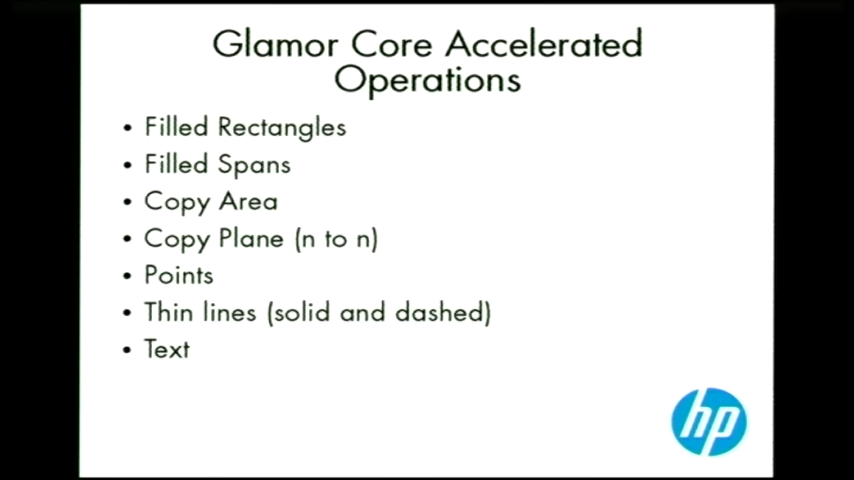 Glamor Core Accelerated
Operations
• Filled Rectangles
• Filled Spans
• Copy Area
• Copy Plane (n to n)
• Points
• Thin lines (solid and dashed)
• Text
hp